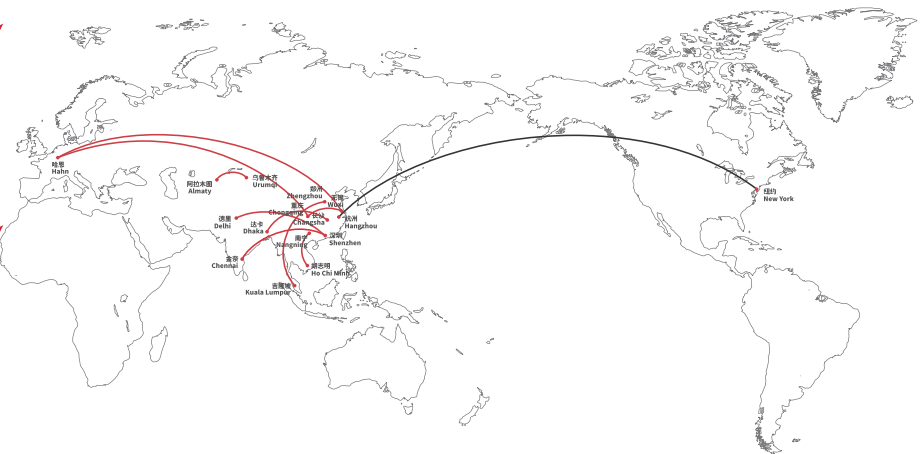 哈恩
Hahn
阿拉木图
Almaty
乌鲁木齐
Urumqi
郑州
Zhengzhou
无锡
Wuxi
重庆
Chongqing
长沙
Changsha
杭州
Hangzhou
德里
Delhi
达卡
Dhaka
南宁
Nangning
深圳
Shenzhen
金奈
Chennai
胡志明
Ho Chi Minh
吉隆坡
Kuala Lumpur
纽约
New York